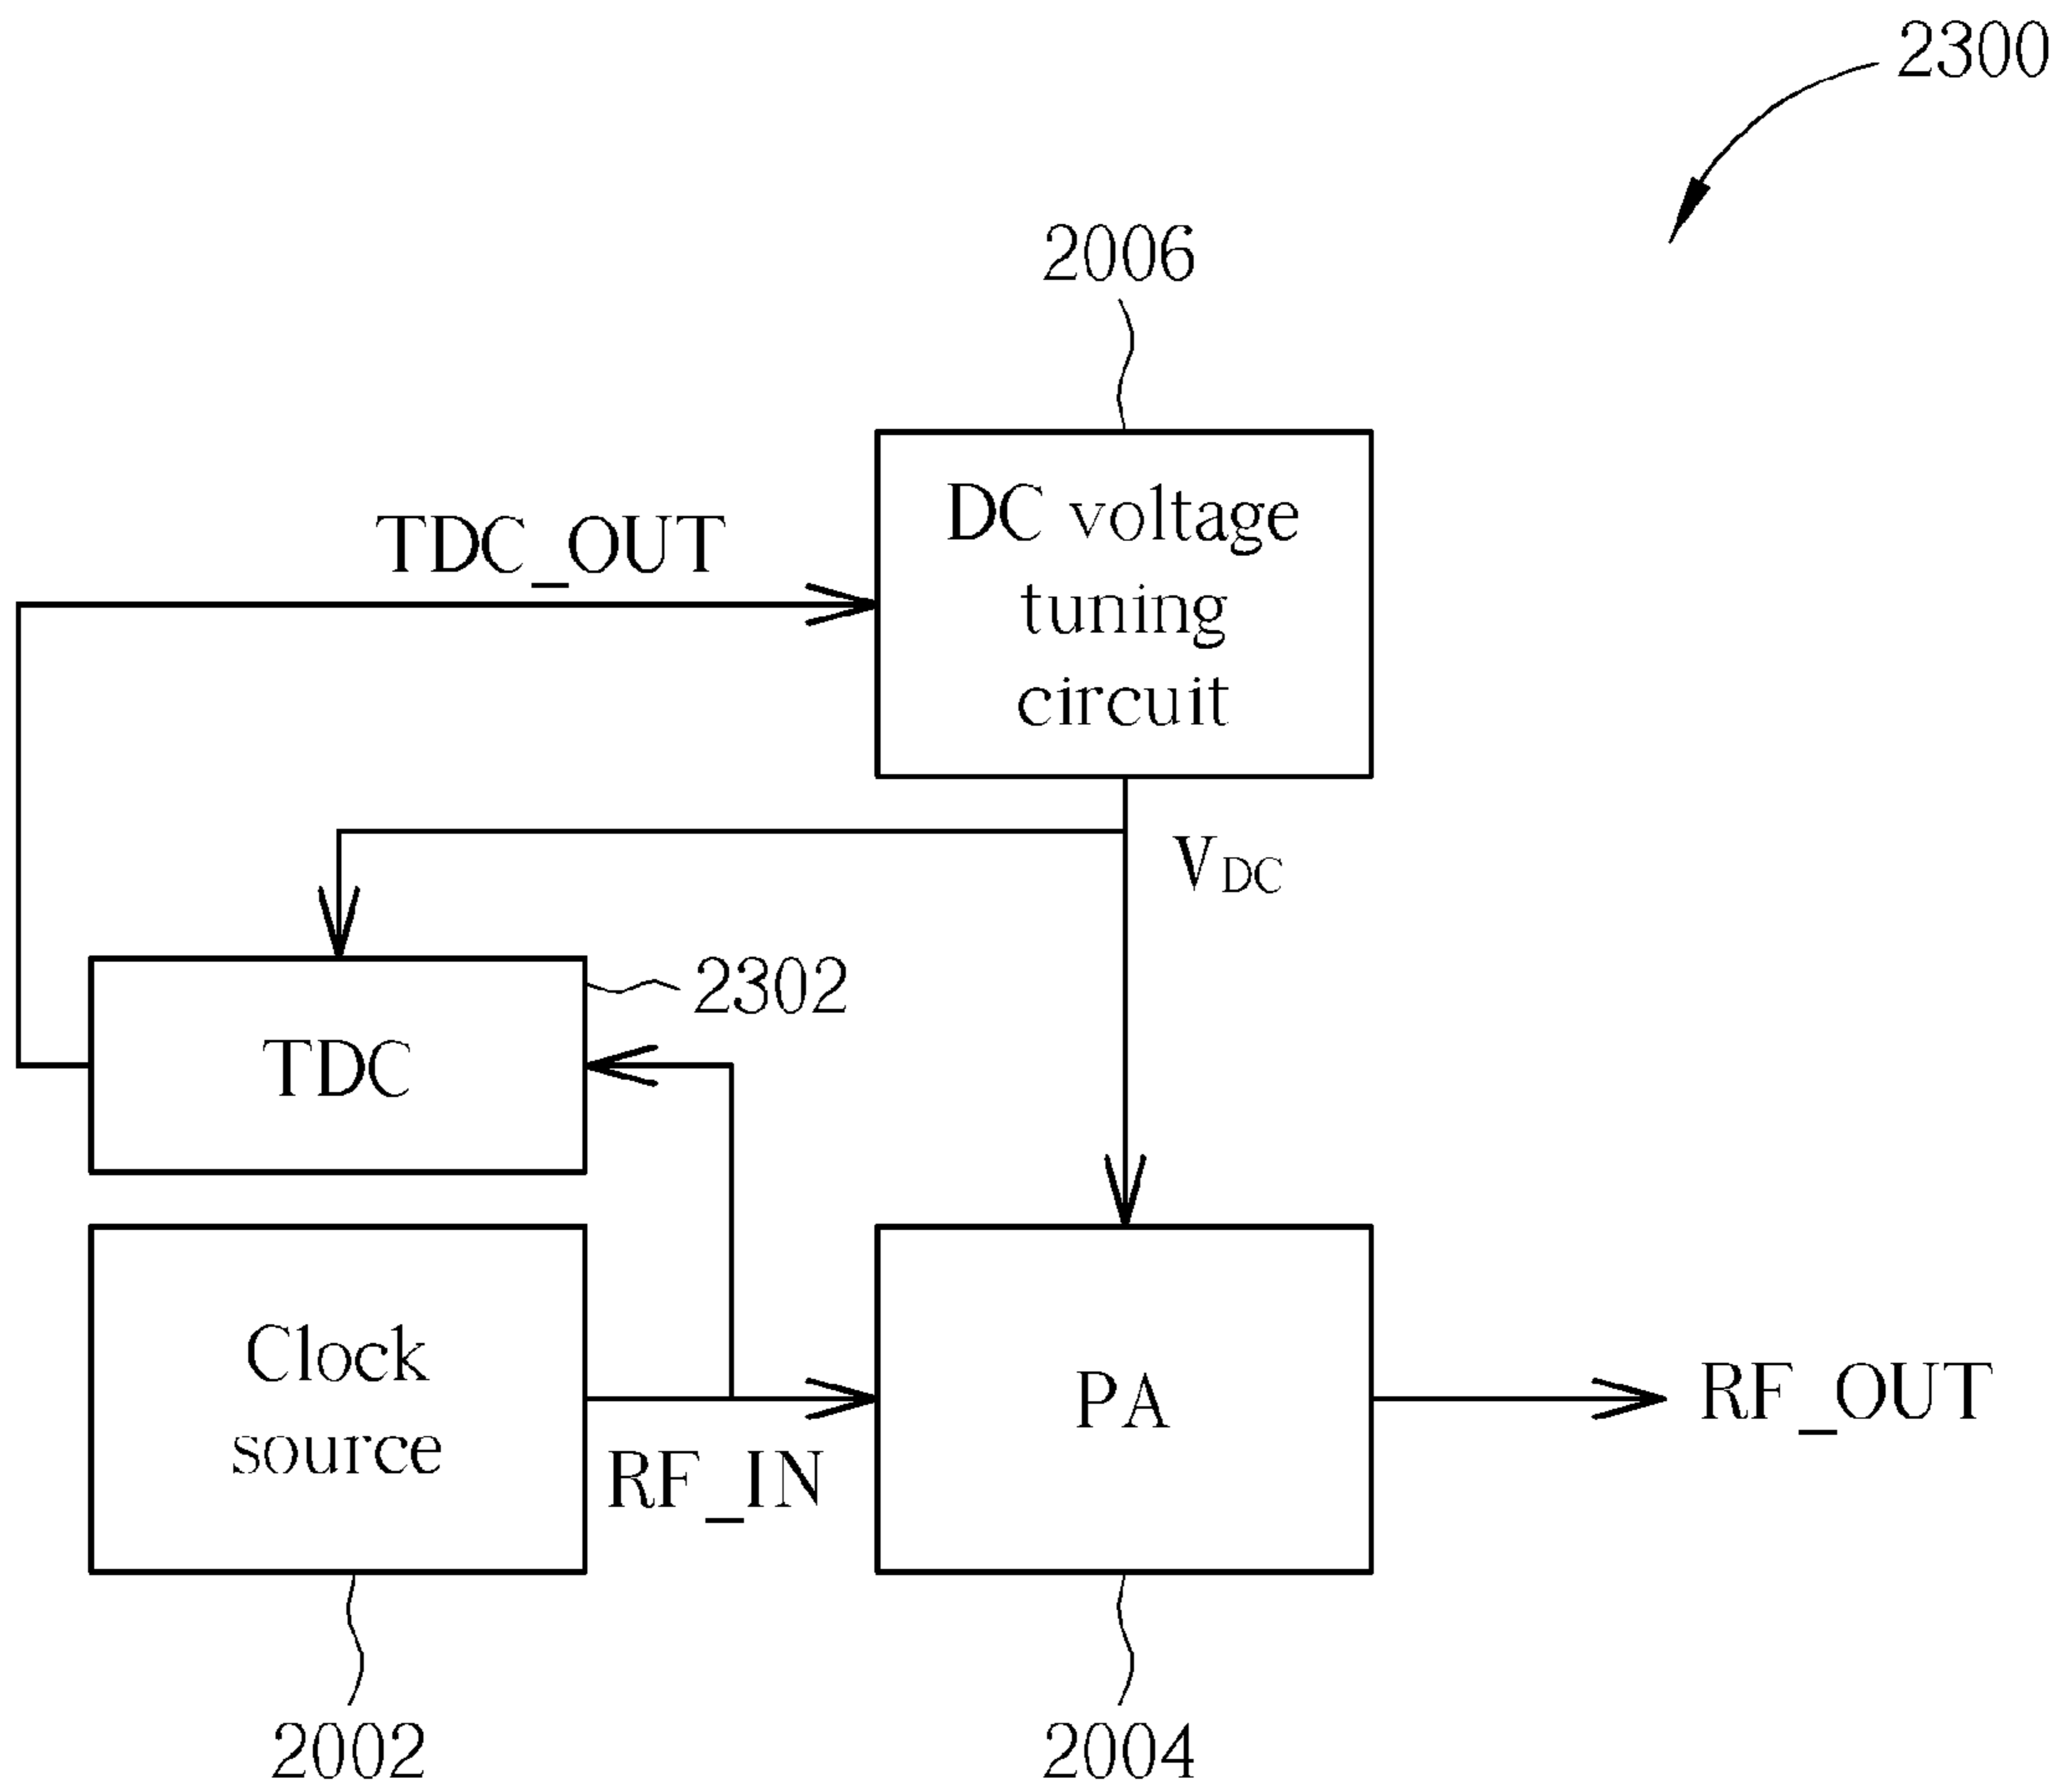 2300
2006
DC voltage
tuning
circuit
TDC_OUT
VDC
2302
TDC
Clock
source
RF_IN
PA
RF_OUT
2002
2004